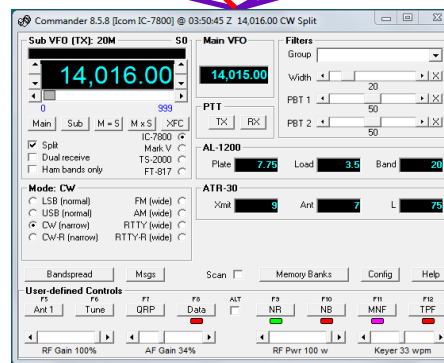 Commander 8.5.8 [Icom IC-7800] @ 03:50:45 Z 14,016.00 CW Split
Sub VFO (TX): 20M S0
14,016.00
0 999
Main Sub M = S M x S XFC
IC-7800
Split Mark V
Dual receive TS-2000
Ham bands only FT-817
Main VFO
14,015.00
PTT
TX RX
Filters
Group
Width X
20
PBT 1 X
50
PBT 2 X
50
AL-1200
Plate 7.75 Load 3.5 Band 20
ATR-30
Xmit 9 Ant 7 L 75
Mode: CW
LSB (normal) FM (wide)
USB (normal) AM (wide)
CW (narrow) RTTY (wide)
CW-R (narrow) RTTY-R (wide)
Bandspread Msgs Scan Memory Banks Config Help
User-defined Controls
F5 F6 F7 F8 ALT F9 F10 F11 F12
Ant 1 Tune QRP Data NR NB MNF TPF
RF Gain 100% AF Gain 34% RF Pwr 100 w Keyer 33 wpm